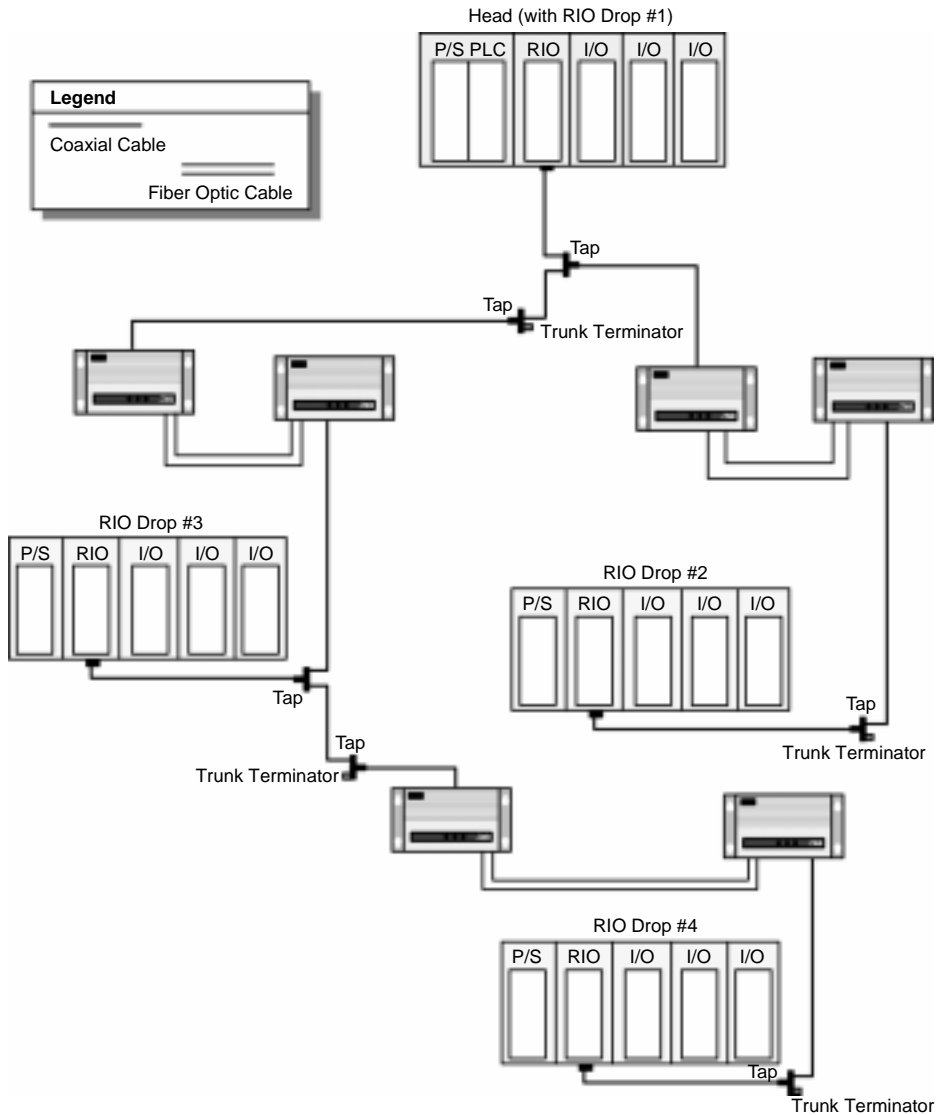 Head (with RIO Drop #1)
P/S PLC RIO I/O I/O I/O
Legend
Coaxial Cable
Fiber Optic Cable
Tap
Tap
Trunk Terminator
RIO Drop #3
P/S RIO I/O I/O I/O
RIO Drop #2
P/S RIO I/O I/O I/O
Tap
Tap
Trunk Terminator
Tap
Trunk Terminator
RIO Drop #4
P/S RIO I/O I/O I/O
Tap
Trunk Terminator